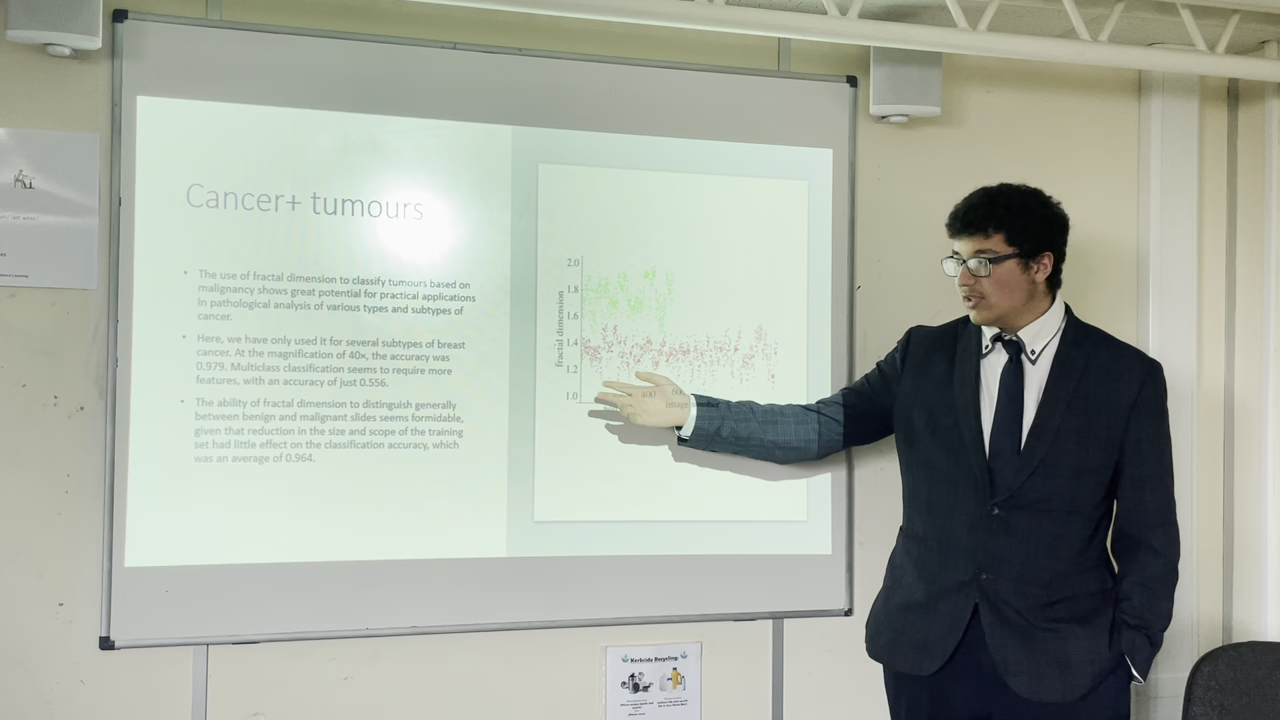 Cancer+ tumours
• The use of fractal dimension to classify tumours based on
malignancy shows great potential for practical applications
in pathological analysis of various types and subtypes of
cancer.
• Here, we have only used it for several subtypes of breast
cancer. At the magnification of 40x, the accuracy was
0.979. Multiclass classification seems to require more
features, with an accuracy of just 0.556.
• The ability of fractal dimension to distinguish generally
between benign and malignant slides seems formidable,
given that reduction in the size and scope of the training
set had little effect on the classification accuracy, which
was an average of 0.964.
fractal dimension
2.0
1.8
1.6
1.4
1.2
1.0
400
image number
Kerbside Recycling